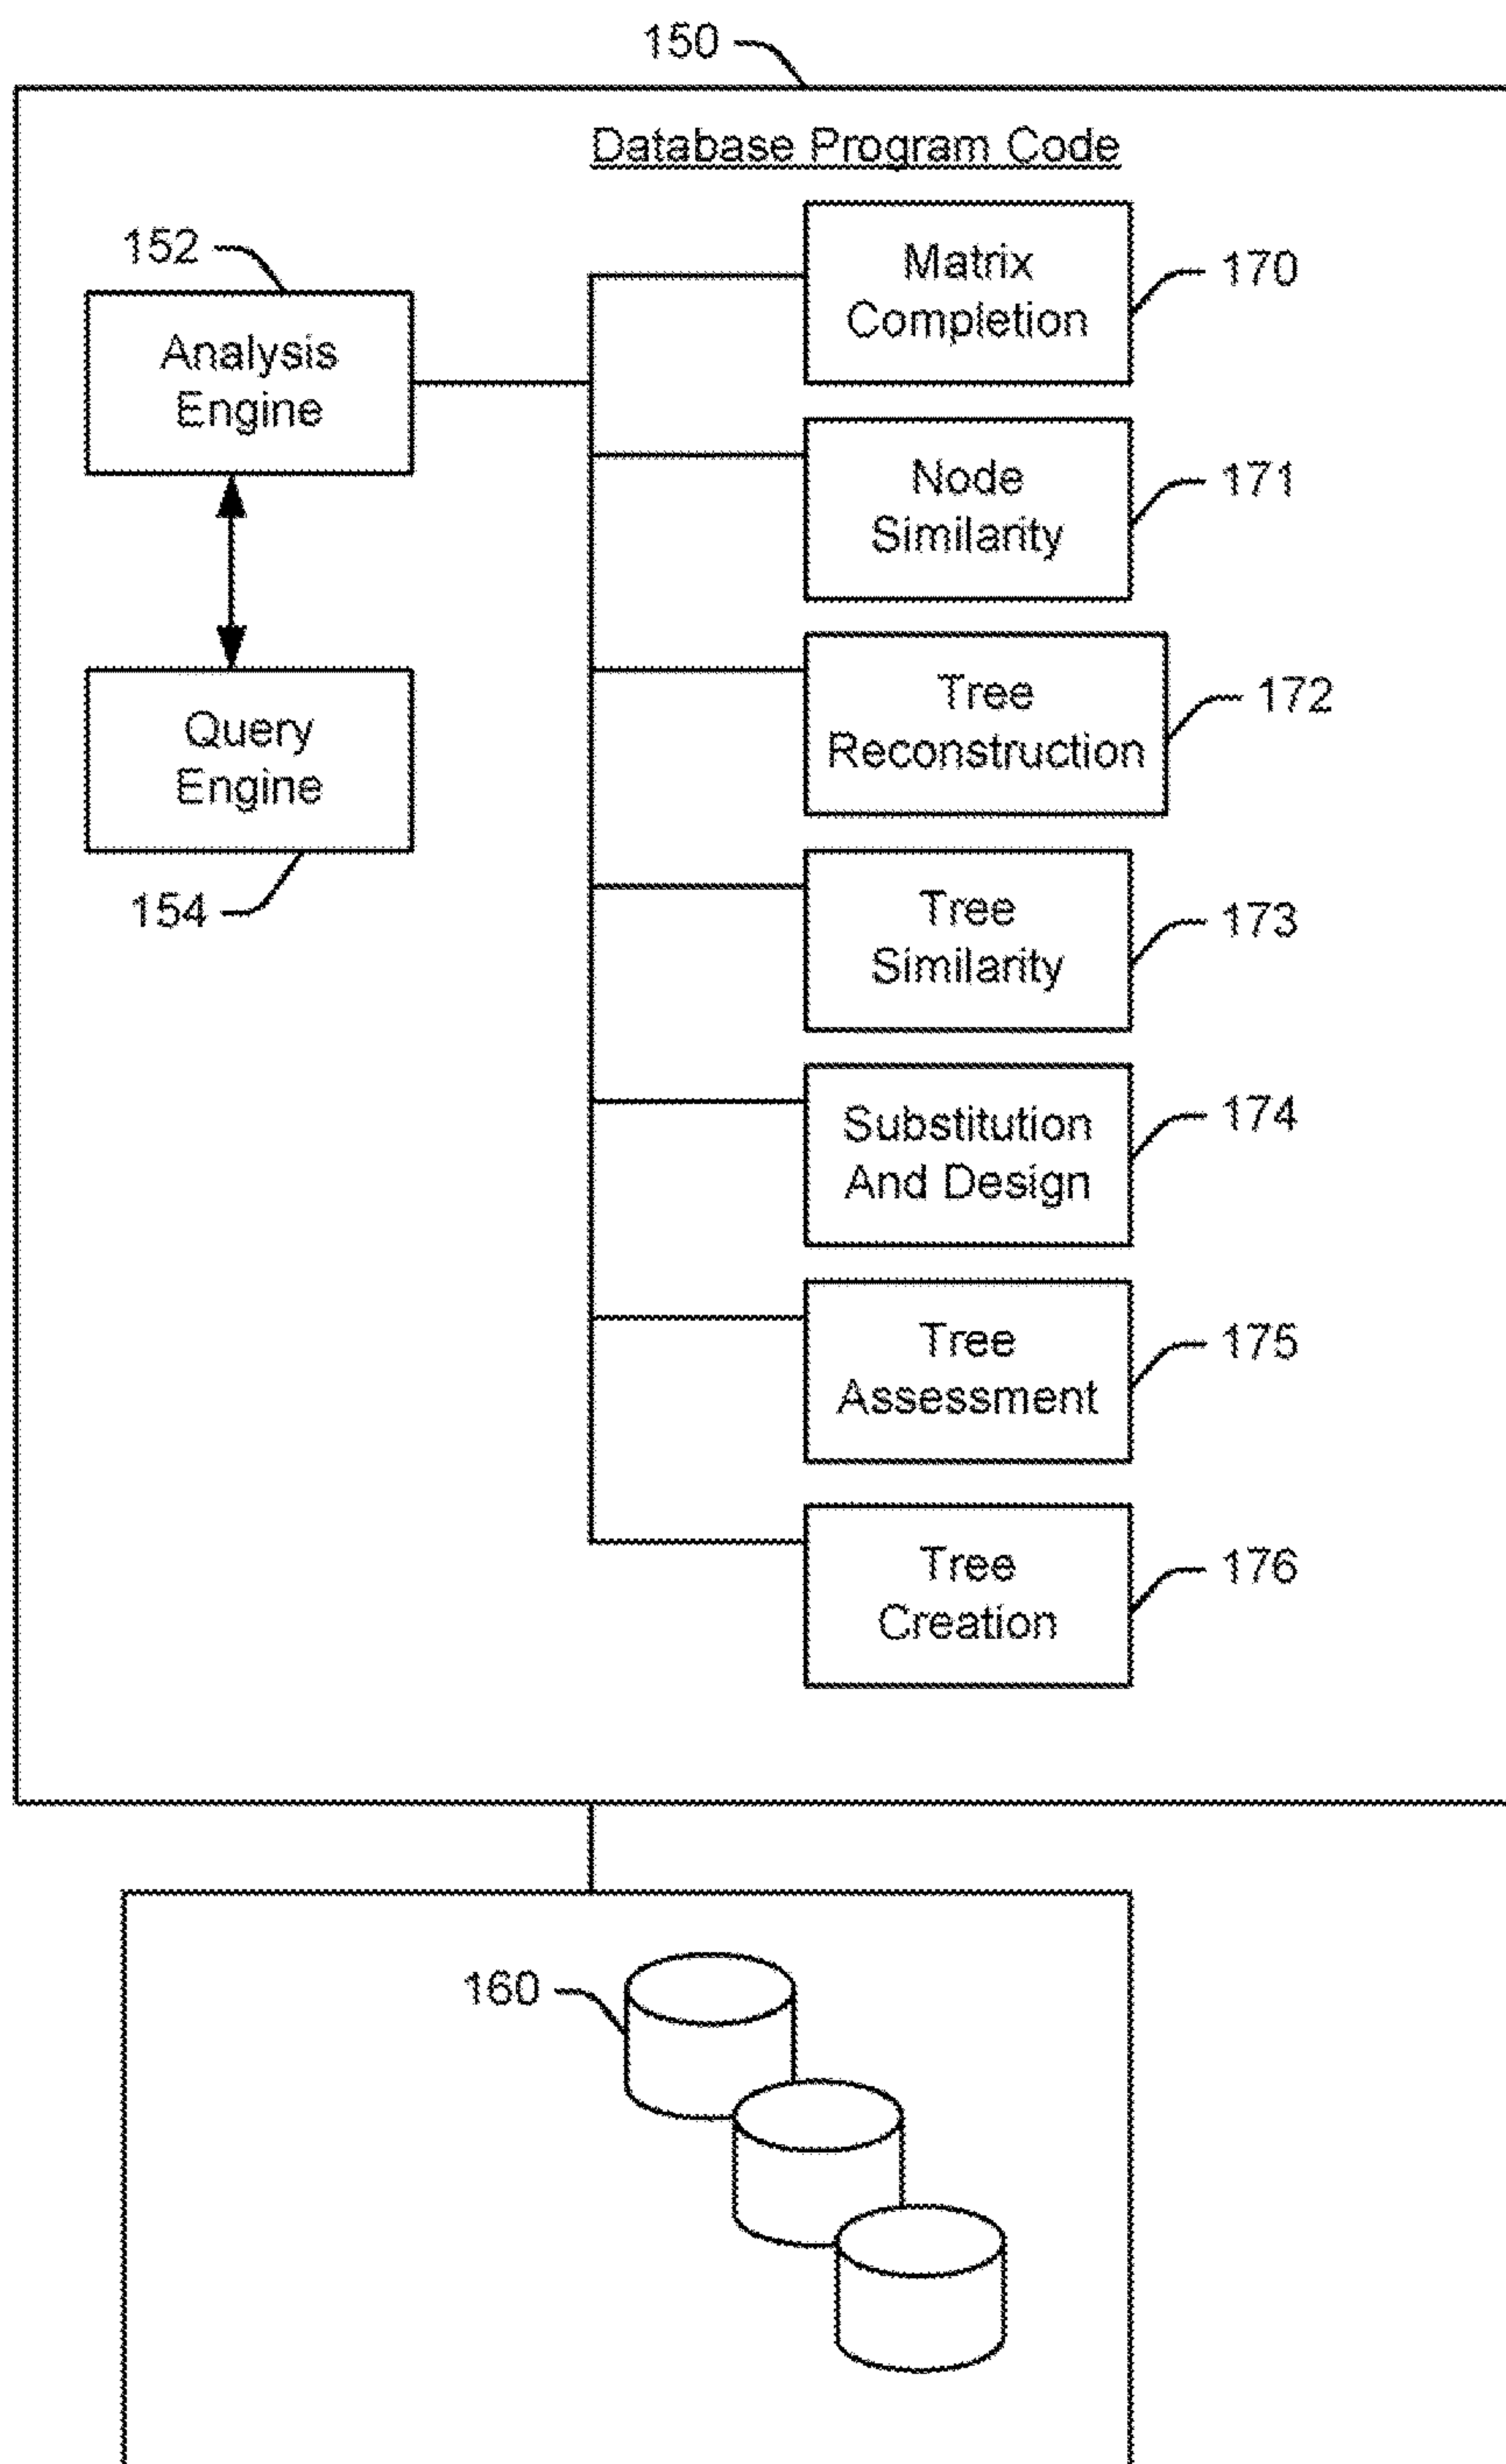 150
Database Program Code
152
Analysis
Engine
Query
Engine
154
Matrix
Completion
170
Node
Similarity
171
Tree
Reconstruction
172
Tree
Similarity
173
Substitution
And Design
174
Tree
Assessment
175
Tree
Creation
176
160